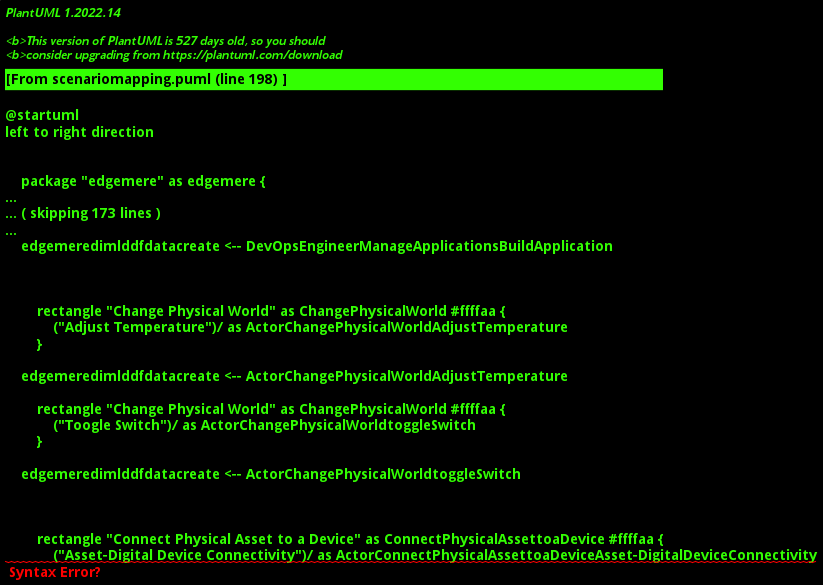 PlantUML 1.2022.14
<b>This version of PlantUML is 527 days old, so you should
<b>consider upgrading from https://plantuml.com/download
[From scenariomapping.puml (line 198) ]
@startuml
left to right direction
package "edgemere" as edgemere {
...
... ( skipping 173 lines )
...
edgemeredimlddfdatacreate <-- DevOpsEngineerManageApplicationsBuildApplication
rectangle "Change Physical World" as ChangePhysicalWorld #ffffaa {
("Adjust Temperature")/ as ActorChangePhysicalWorldAdjustTemperature
}
edgemeredimlddfdatacreate <-- ActorChangePhysicalWorldAdjustTemperature
rectangle "Change Physical World" as ChangePhysicalWorld #ffffaa {
("Toogle Switch")/ as ActorChangePhysicalWorldtoggleSwitch
}
edgemeredimlddfdatacreate <-- ActorChangePhysicalWorldtoggleSwitch
rectangle "Connect Physical Asset to a Device" as ConnectPhysicalAssettoaDevice #ffffaa {
("Asset-Digital Device Connectivity")/ as ActorConnectPhysicalAssettoaDeviceAsset-DigitalDeviceConnectivity
Syntax Error?